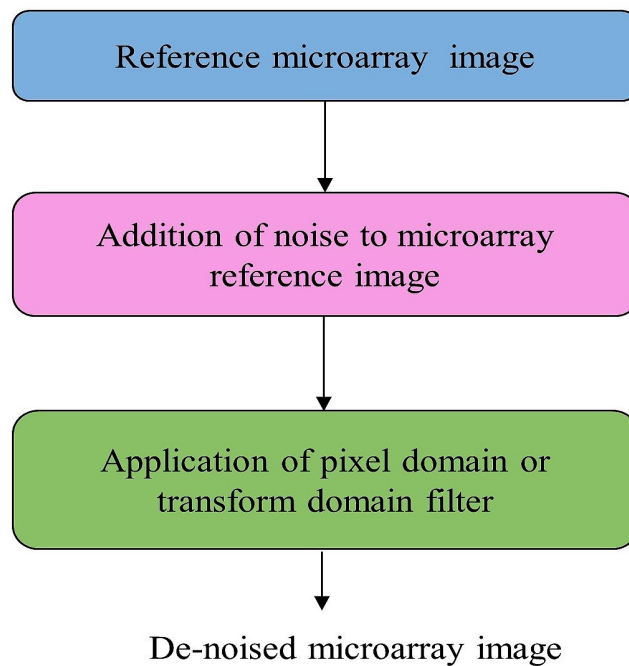 Reference microarray image
Addition of noise to microarray
reference image
Application of pixel domain or
transform domain filter
De-noised microarray image